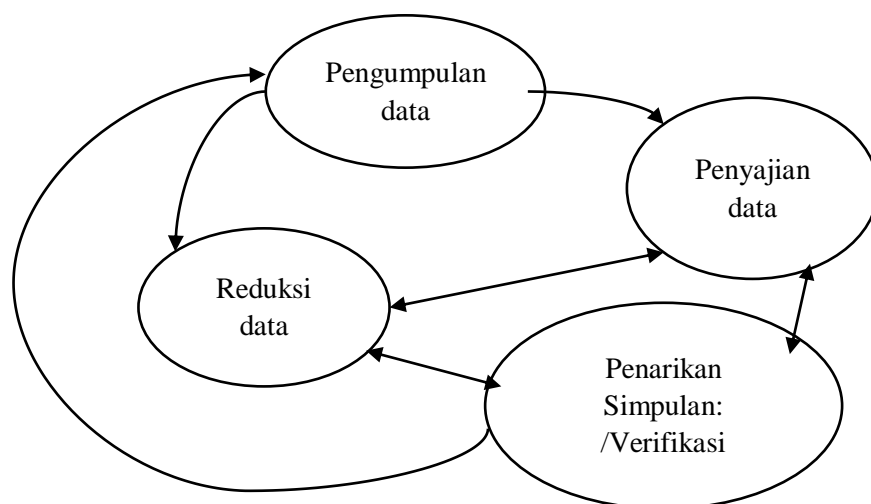 Pengumpulan
data
Penyajian
data
Reduksi
data
Penarikan
Simpulan:
/Verifikasi